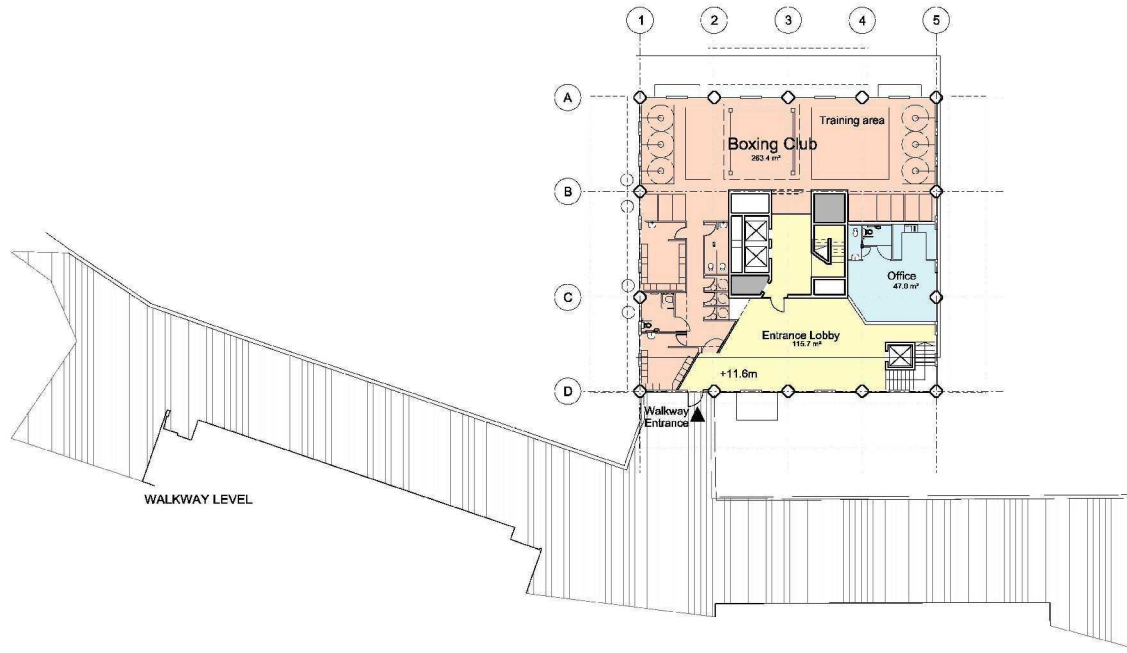 1
2
3
4
5
A
Training area
Boxing Club
263.4 m²
B
Office
47.8 m²
C
Entrance Lobby
115.7 m²
+11.6m
D
Walkway
Entrance
WALKWAY LEVEL